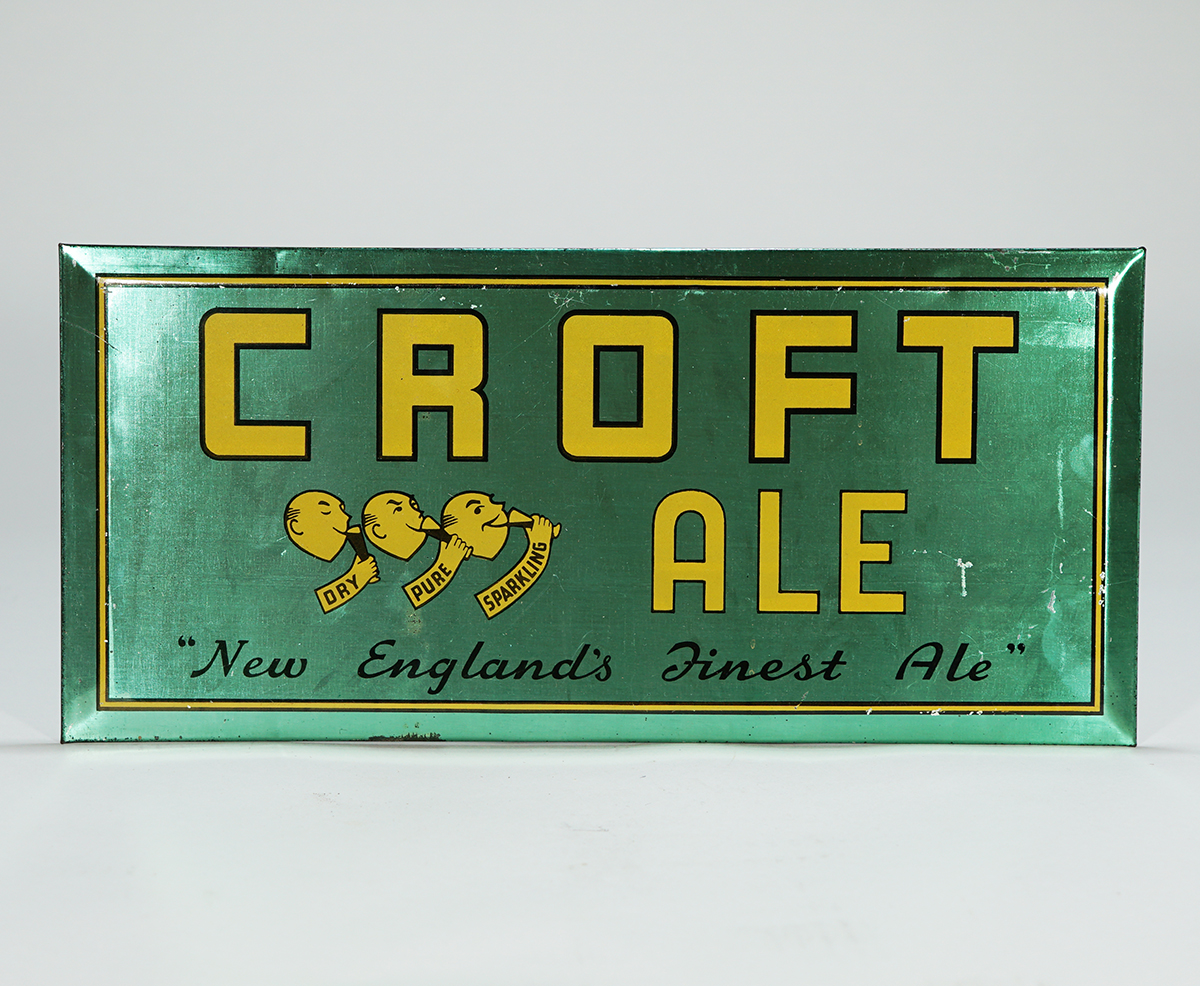 CROFT
DRY PURE SPARKLING
ALE
"New England's Finest Ale"